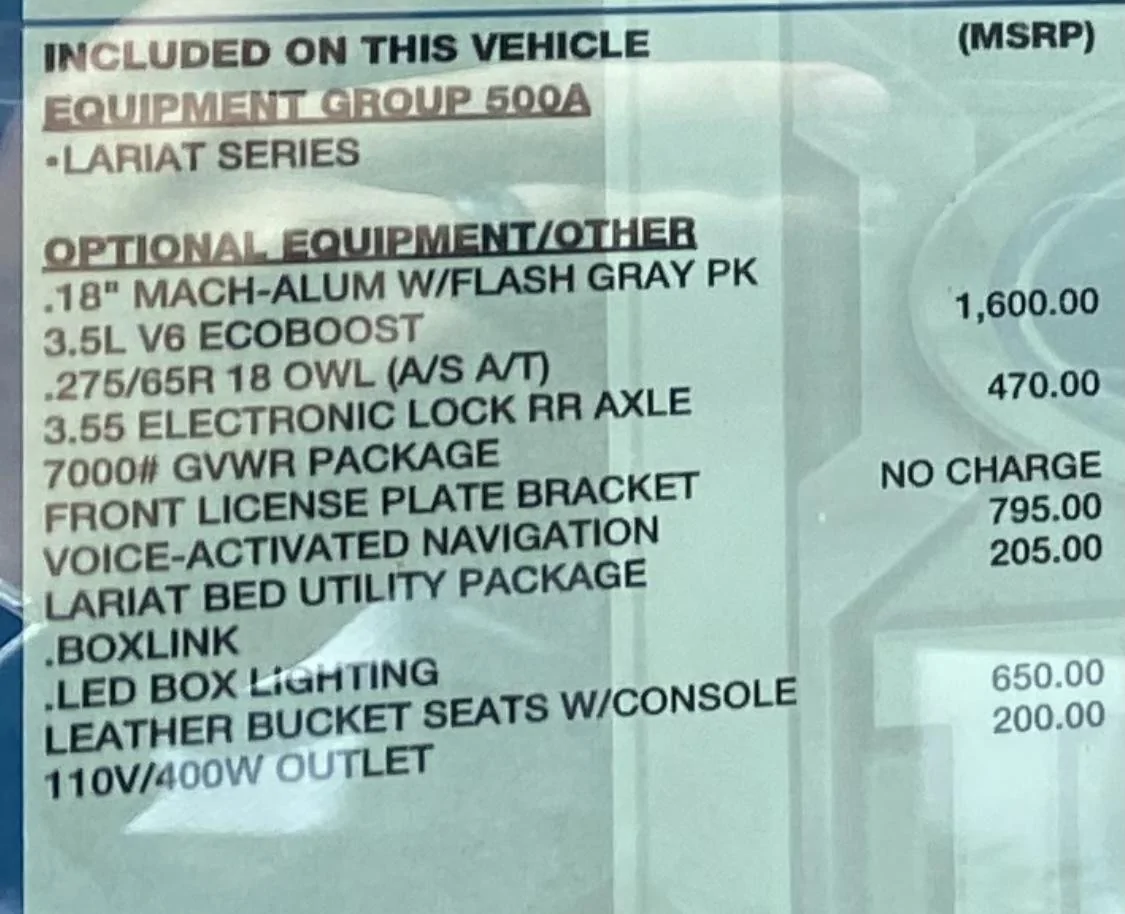 INCLUDED ON THIS VEHICLE (MSRP)
EQUIPMENT GROUP 500A
•LARIAT SERIES
OPTIONAL EQUIPMENT/OTHER
.18" MACH-ALUM W/FLASH GRAY PK
3.5L V6 ECOBOOST 1,600.00
.275/65R 18 OWL (A/S A/T)
3.55 ELECTRONIC LOCK RR AXLE 470.00
7000# GVWR PACKAGE
FRONT LICENSE PLATE BRACKET NO CHARGE
VOICE-ACTIVATED NAVIGATION 795.00
LARIAT BED UTILITY PACKAGE 205.00
.BOXLINK
.LED BOX LIGHTING
LEATHER BUCKET SEATS W/CONSOLE 650.00
110V/400W OUTLET 200.00